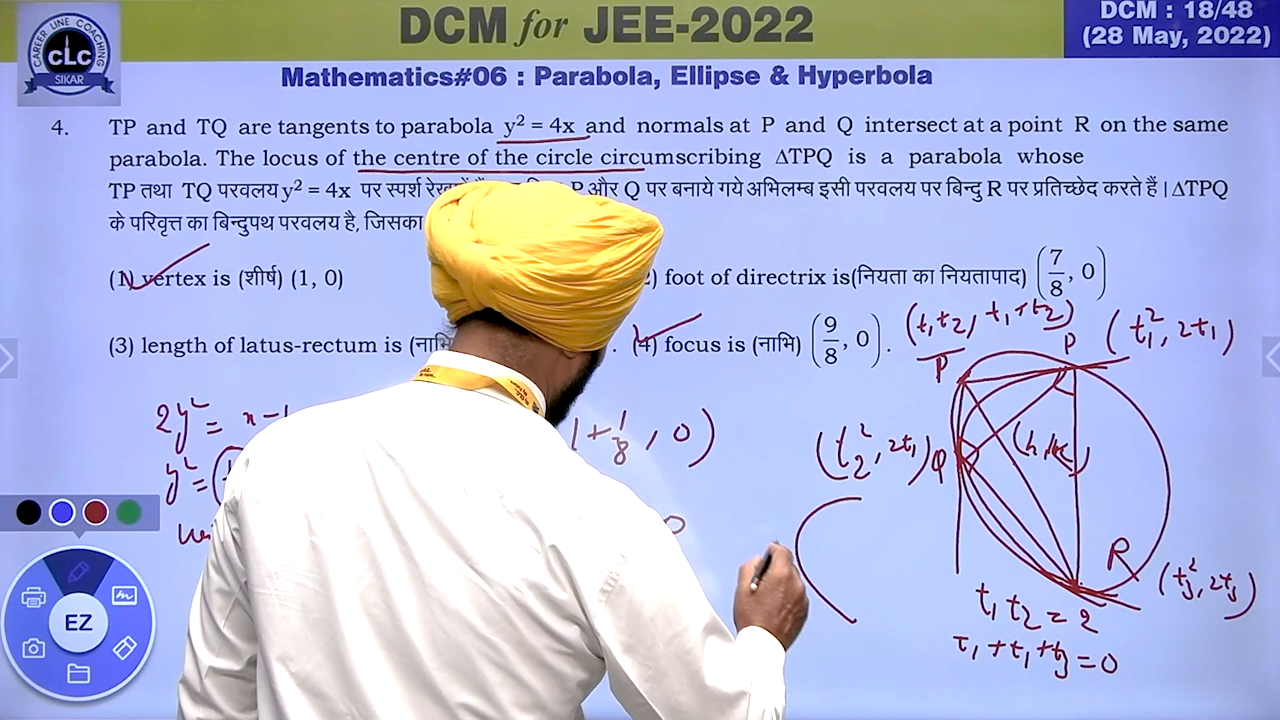 CAREER LINE COACHING
CLC
SIKAR
DCM for JEE-2022
DCM : 18/48
(28 May, 2022)
Mathematics#06 : Parabola, Ellipse & Hyperbola
4. TP and TQ are tangents to parabola y² = 4x and normals at P and Q intersect at a point R on the same
parabola. The locus of the centre of the circle circumscribing ΔTPQ is a parabola whose
TP तथा TQ परवलय y² = 4x पर स्पर्श P और Q पर बनाये गये अभिलम्ब इसी परवलय पर बिन्दु R पर प्रतिच्छेद करते हैं। ΔTPQ
के परिवृत्त का बिन्दुपथ परवलय है, जिसका
(1) vertex is (शीर्ष) (1, 0)
foot of directrix is(नियता का नियतापाद) (7/8, 0)
(3) length of latus-rectum is
(4) focus is (नाभि) (9/8, 0).
(t₁t₂, t₁+t₂)
P
P
(t₁², 2t₁)
2y² = x-1
y² =
1+1/8, 0)
(t₂², 2t₁) Q
(h, k)
0
R
(t₃², 2t₃)
t₁t₂ = 2
t₁+t₁+t₃=0
EZ